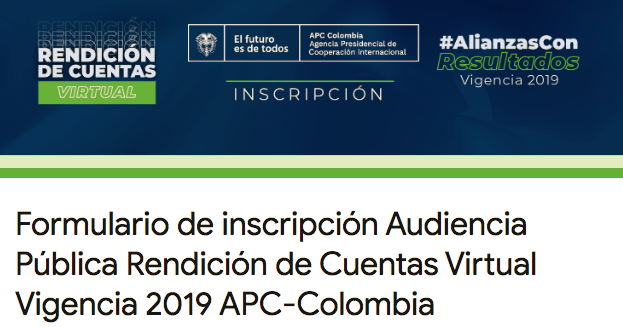 RENDICIÓN
RENDICIÓN
DE CUENTAS
VIRTUAL
El futuro
es de todos
APC Colombia
Agencia Presidencial de
Cooperación Internacional
INSCRIPCIÓN
#AlianzasCon
Resultados
Vigencia 2019
Formulario de inscripción Audiencia
Pública Rendición de Cuentas Virtual
Vigencia 2019 APC-Colombia